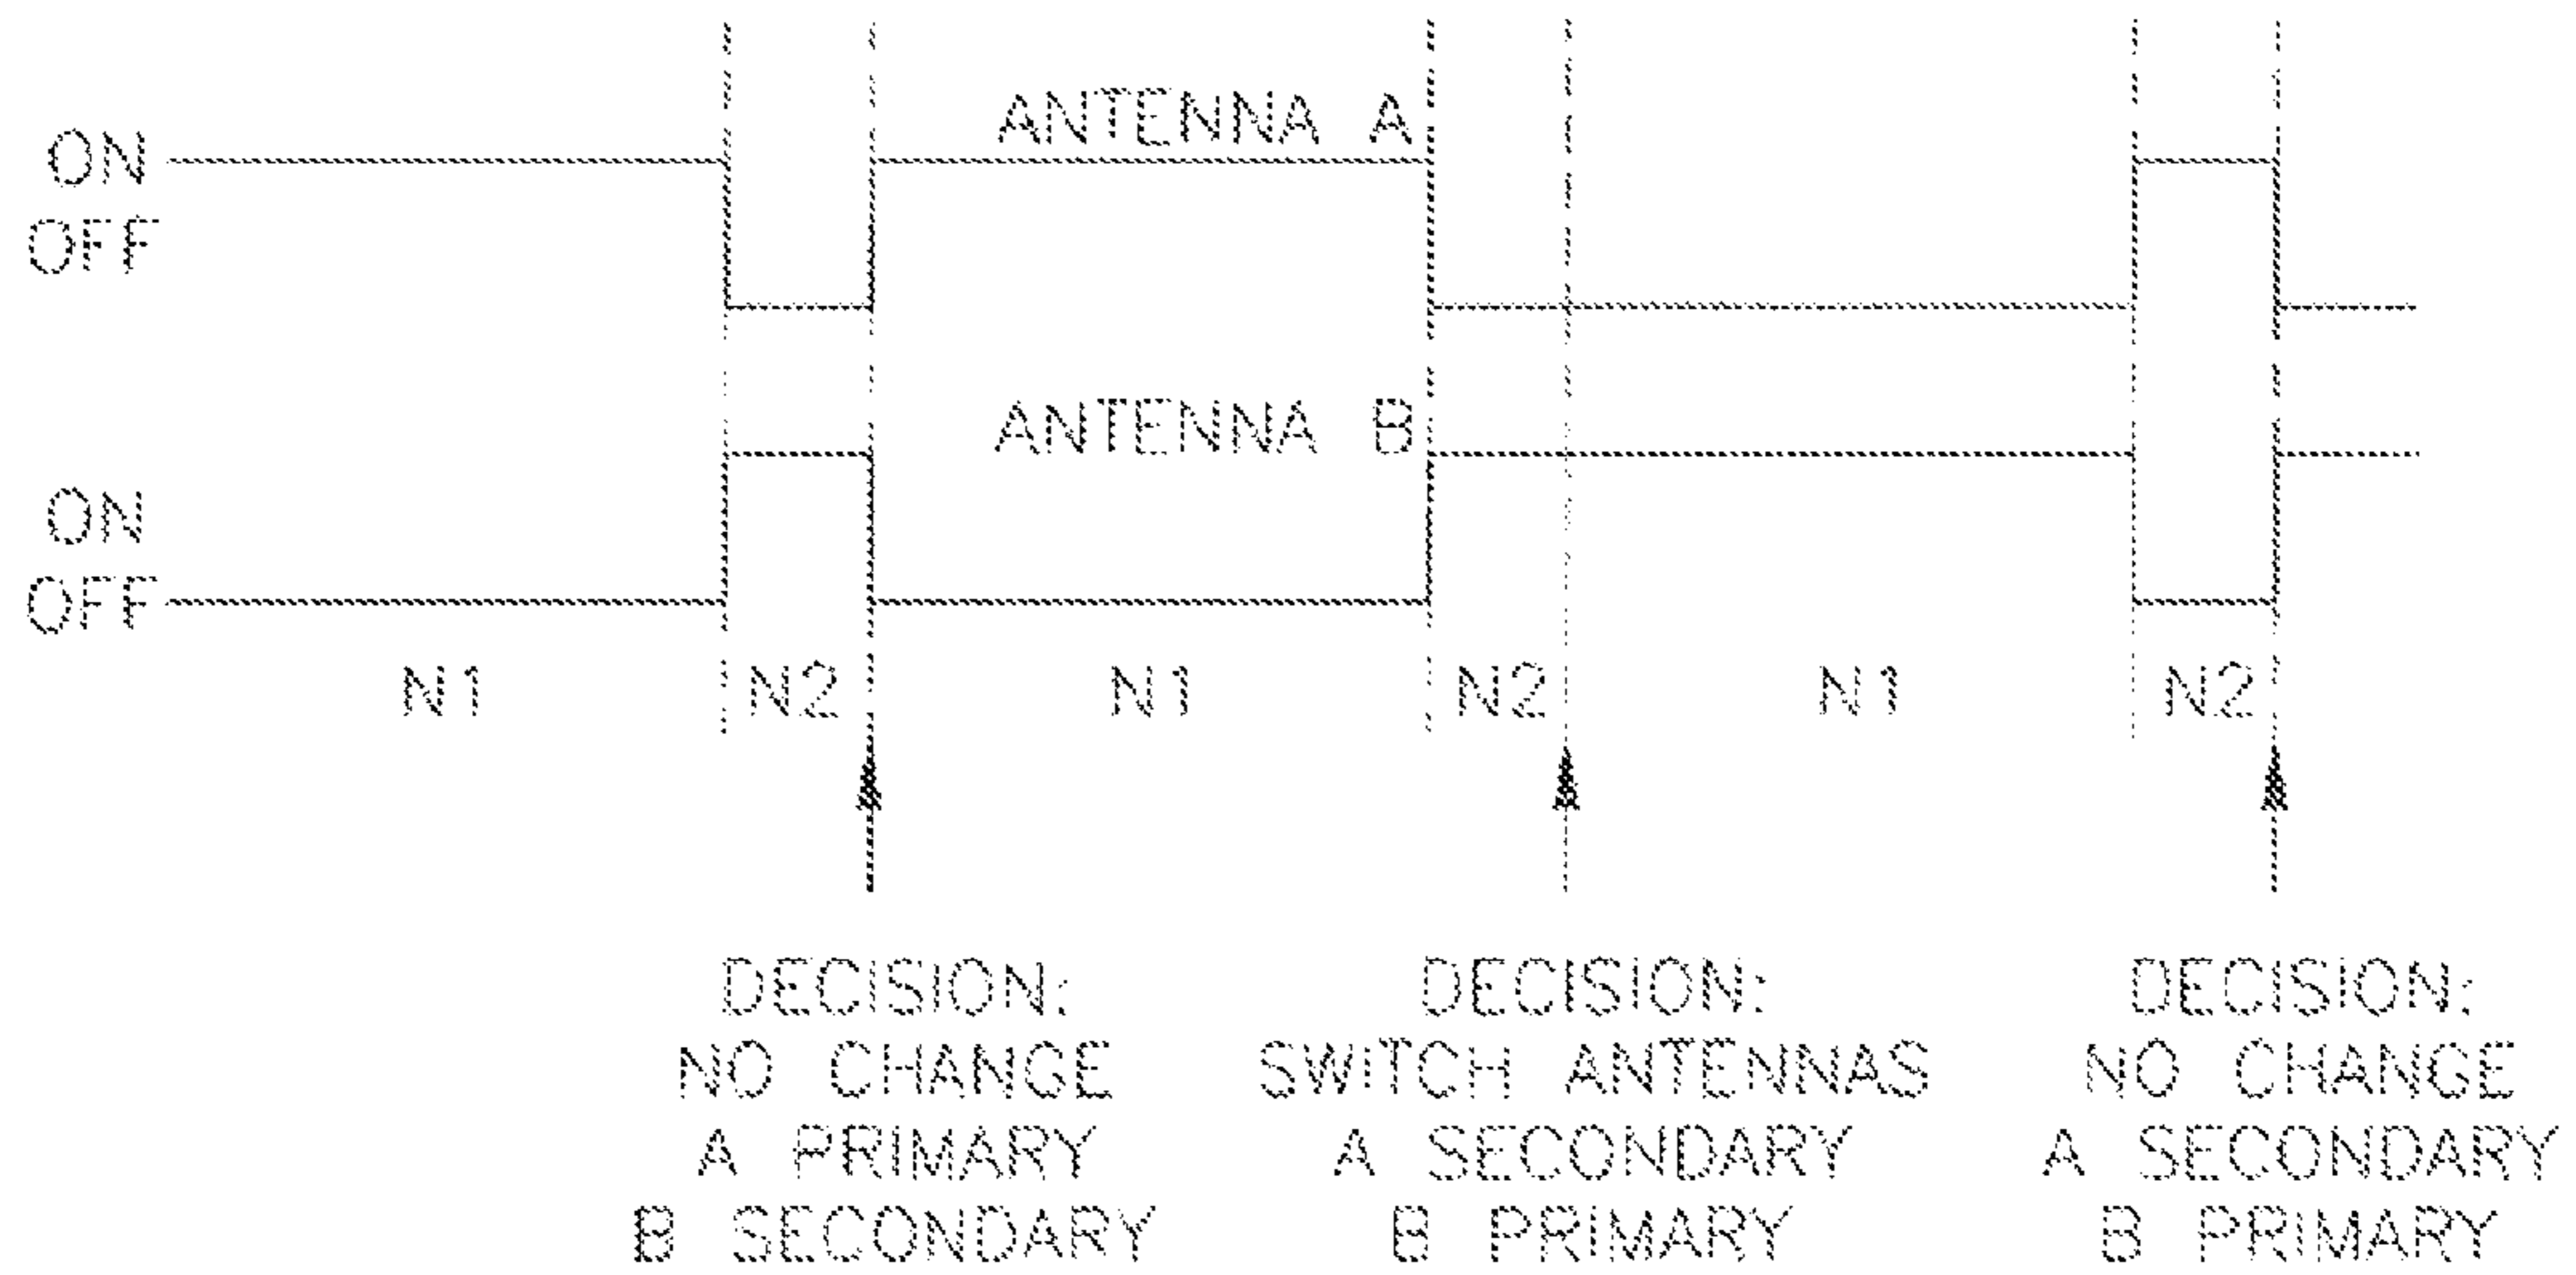 ANTENNA A
ON
OFF
ANTENNA B
ON
OFF
N1 N2 N1 N2 N1 N2
DECISION:
NO CHANGE
A PRIMARY
B SECONDARY
DECISION:
SWITCH ANTENNAS
A SECONDARY
B PRIMARY
DECISION:
NO CHANGE
A SECONDARY
B PRIMARY